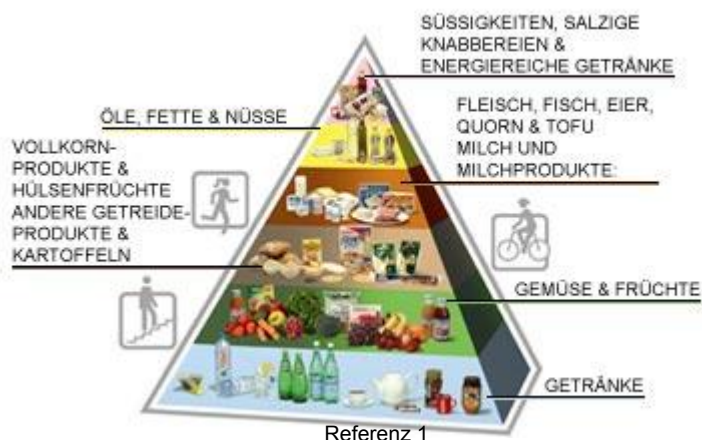 SÜSSIGKEITEN, SALZIGE
KNABBEREIEN &
ENERGIEREICHE GETRÄNKE
ÖLE, FETTE & NÜSSE
FLEISCH, FISCH, EIER,
QUORN & TOFU
MILCH UND
MILCHPRODUKTE:
VOLLKORN-
PRODUKTE &
HÜLSENFRÜCHTE
ANDERE GETREIDE-
PRODUKTE &
KARTOFFELN
GEMÜSE & FRÜCHTE
GETRÄNKE
Referenz 1